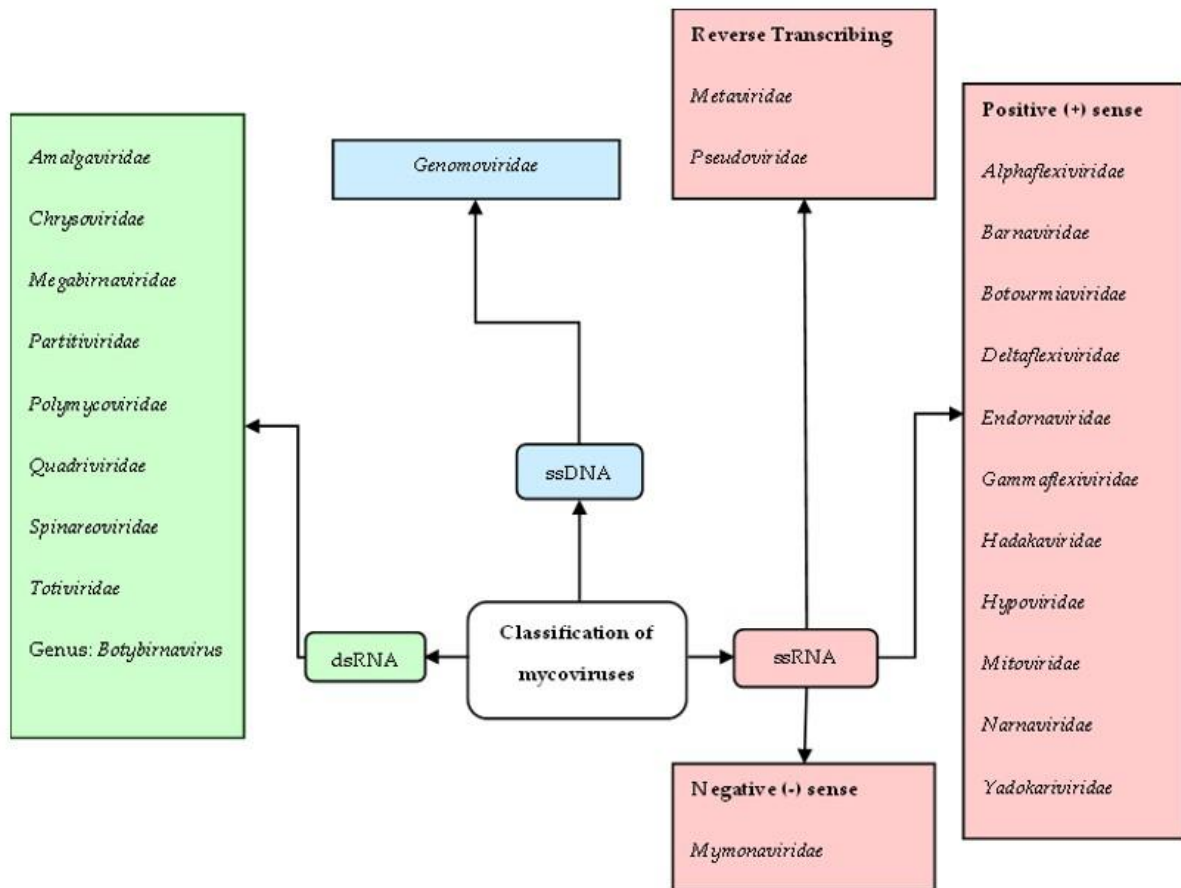 Reverse Transcribing
Metaviridae
Pseudoviridae
Positive (+) sense
Alphaflexiviridae
Barnaviridae
Botourmiaviridae
Deltaflexiviridae
Endornaviridae
Gammaflexiviridae
Hadakaviridae
Hypoviridae
Mitoviridae
Narnaviridae
Yadokariviridae
Amalgaviridae
Chrysoviridae
Megabirnaviridae
Partitiviridae
Polymycoviridae
Quadriviridae
Spinareoviridae
Totiviridae
Genus: Botybirnavirus
Genomoviridae
ssDNA
Classification of
mycoviruses
dsRNA
ssRNA
Negative (-) sense
Mymonaviridae